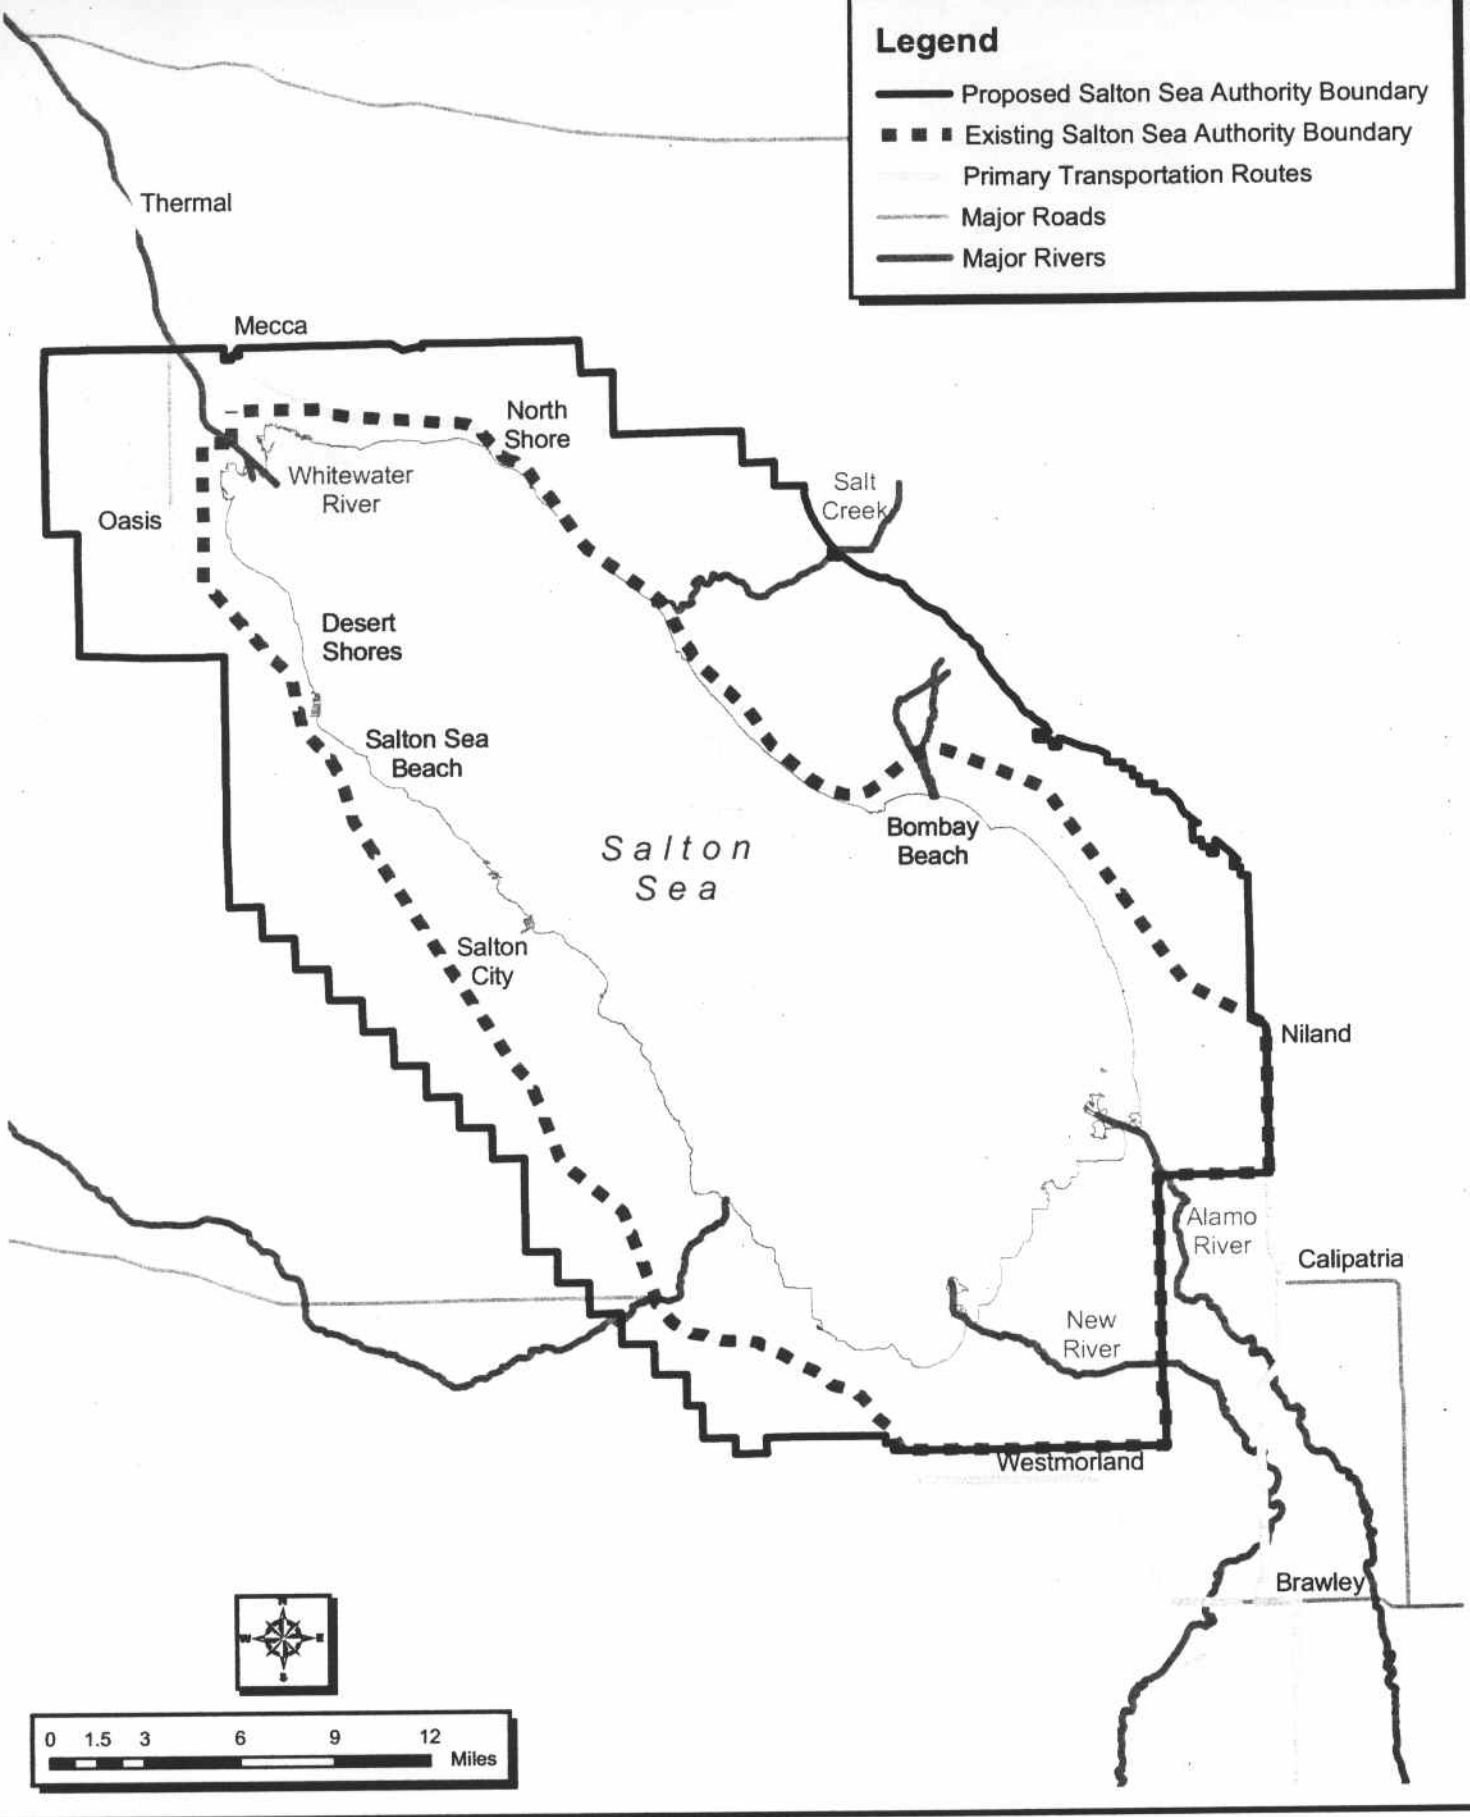 Legend
Proposed Salton Sea Authority Boundary
Existing Salton Sea Authority Boundary
Primary Transportation Routes
Major Roads
Major Rivers
Thermal
Mecca
North
Shore
Whitewater
River
Salt
Creek
Oasis
Desert
Shores
Salton Sea
Beach
Bombay
Beach
Salton
Sea
Salton
City
Niland
Alamo
River
Calipatria
New
River
Westmorland
Brawley
N
W E
S
0 1.5 3 6 9 12
Miles